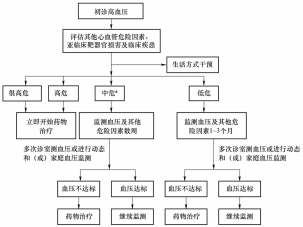 初诊高血压
评估其他心血管危险因素、
亚临床靶器官损害及临床疾患
生活方式干预
很高危
高危
中危*
低危
立即开始药物
治疗
监测血压及其他
危险因素数周
监测血压及其他危
险因素1~3个月
多次诊室测血压或进行动态
和（或）家庭血压监测
多次诊室测血压或进行动态
和（或）家庭血压监测
血压不达标
血压达标
血压不达标
血压达标
药物治疗
继续监测
药物治疗
继续监测